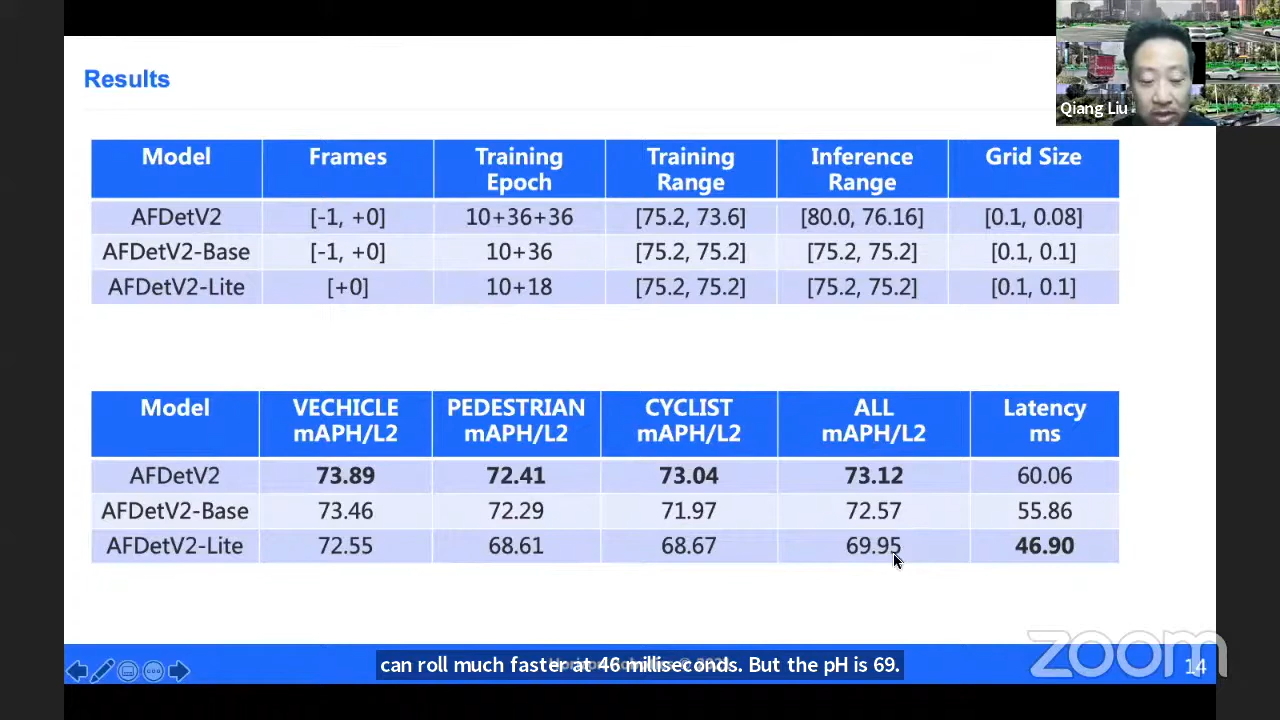 Results
Qiang Liu
Model Frames Training Epoch Training Range Inference Range Grid Size
AFDetV2 [-1, +0] 10+36+36 [75.2, 73.6] [80.0, 76.16] [0.1, 0.08]
AFDetV2-Base [-1, +0] 10+36 [75.2, 75.2] [75.2, 75.2] [0.1, 0.1]
AFDetV2-Lite [+0] 10+18 [75.2, 75.2] [75.2, 75.2] [0.1, 0.1]
Model VECHICLE mAPH/L2 PEDESTRIAN mAPH/L2 CYCLIST mAPH/L2 ALL mAPH/L2 Latency ms
AFDetV2 73.89 72.41 73.04 73.12 60.06
AFDetV2-Base 73.46 72.29 71.97 72.57 55.86
AFDetV2-Lite 72.55 68.61 68.67 69.95 46.90
can roll much faster at 46 milliseconds. But the pH is 69.
zoom
14